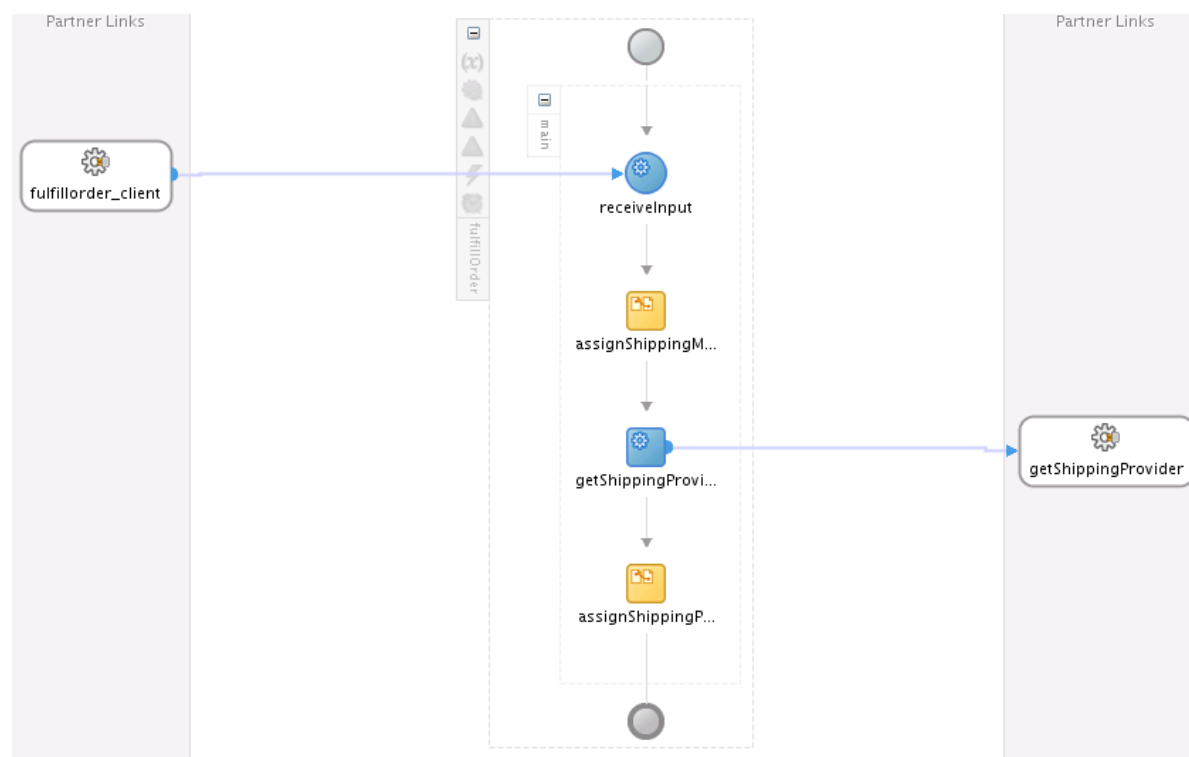 Partner Links
Partner Links
(x)
main
fulfillorder_client
receiveInput
fulfillOrder
assignShippingM...
getShippingProvi...
getShippingProvider
assignShippingP...